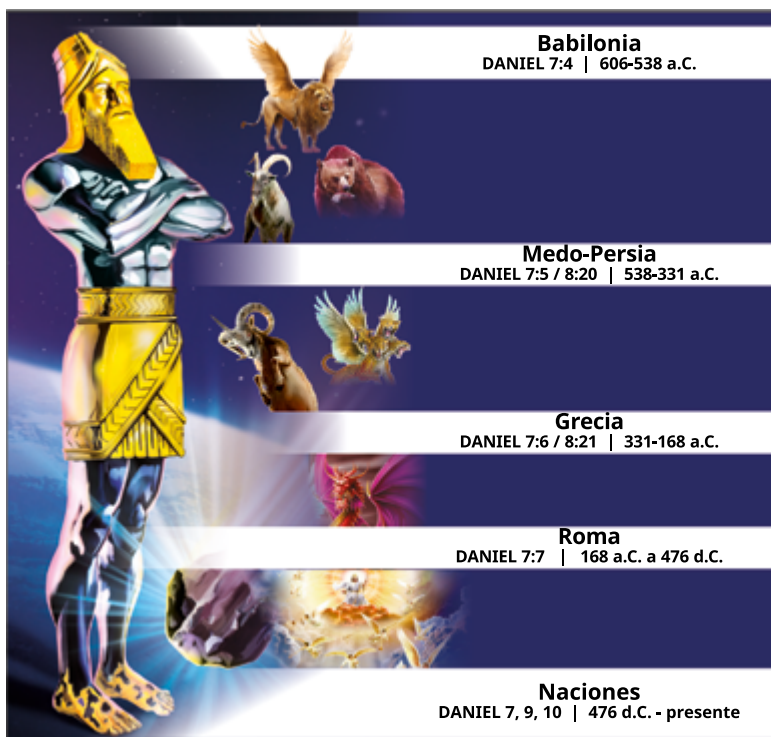 Babilonia
DANIEL 7:4 | 606-538 a.C.
Medo-Persia
DANIEL 7:5 / 8:20 | 538-331 a.C.
Grecia
DANIEL 7:6 / 8:21 | 331-168 a.C.
Roma
DANIEL 7:7 | 168 a.C. a 476 d.C.
Naciones
DANIEL 7, 9, 10 | 476 d.C. - presente